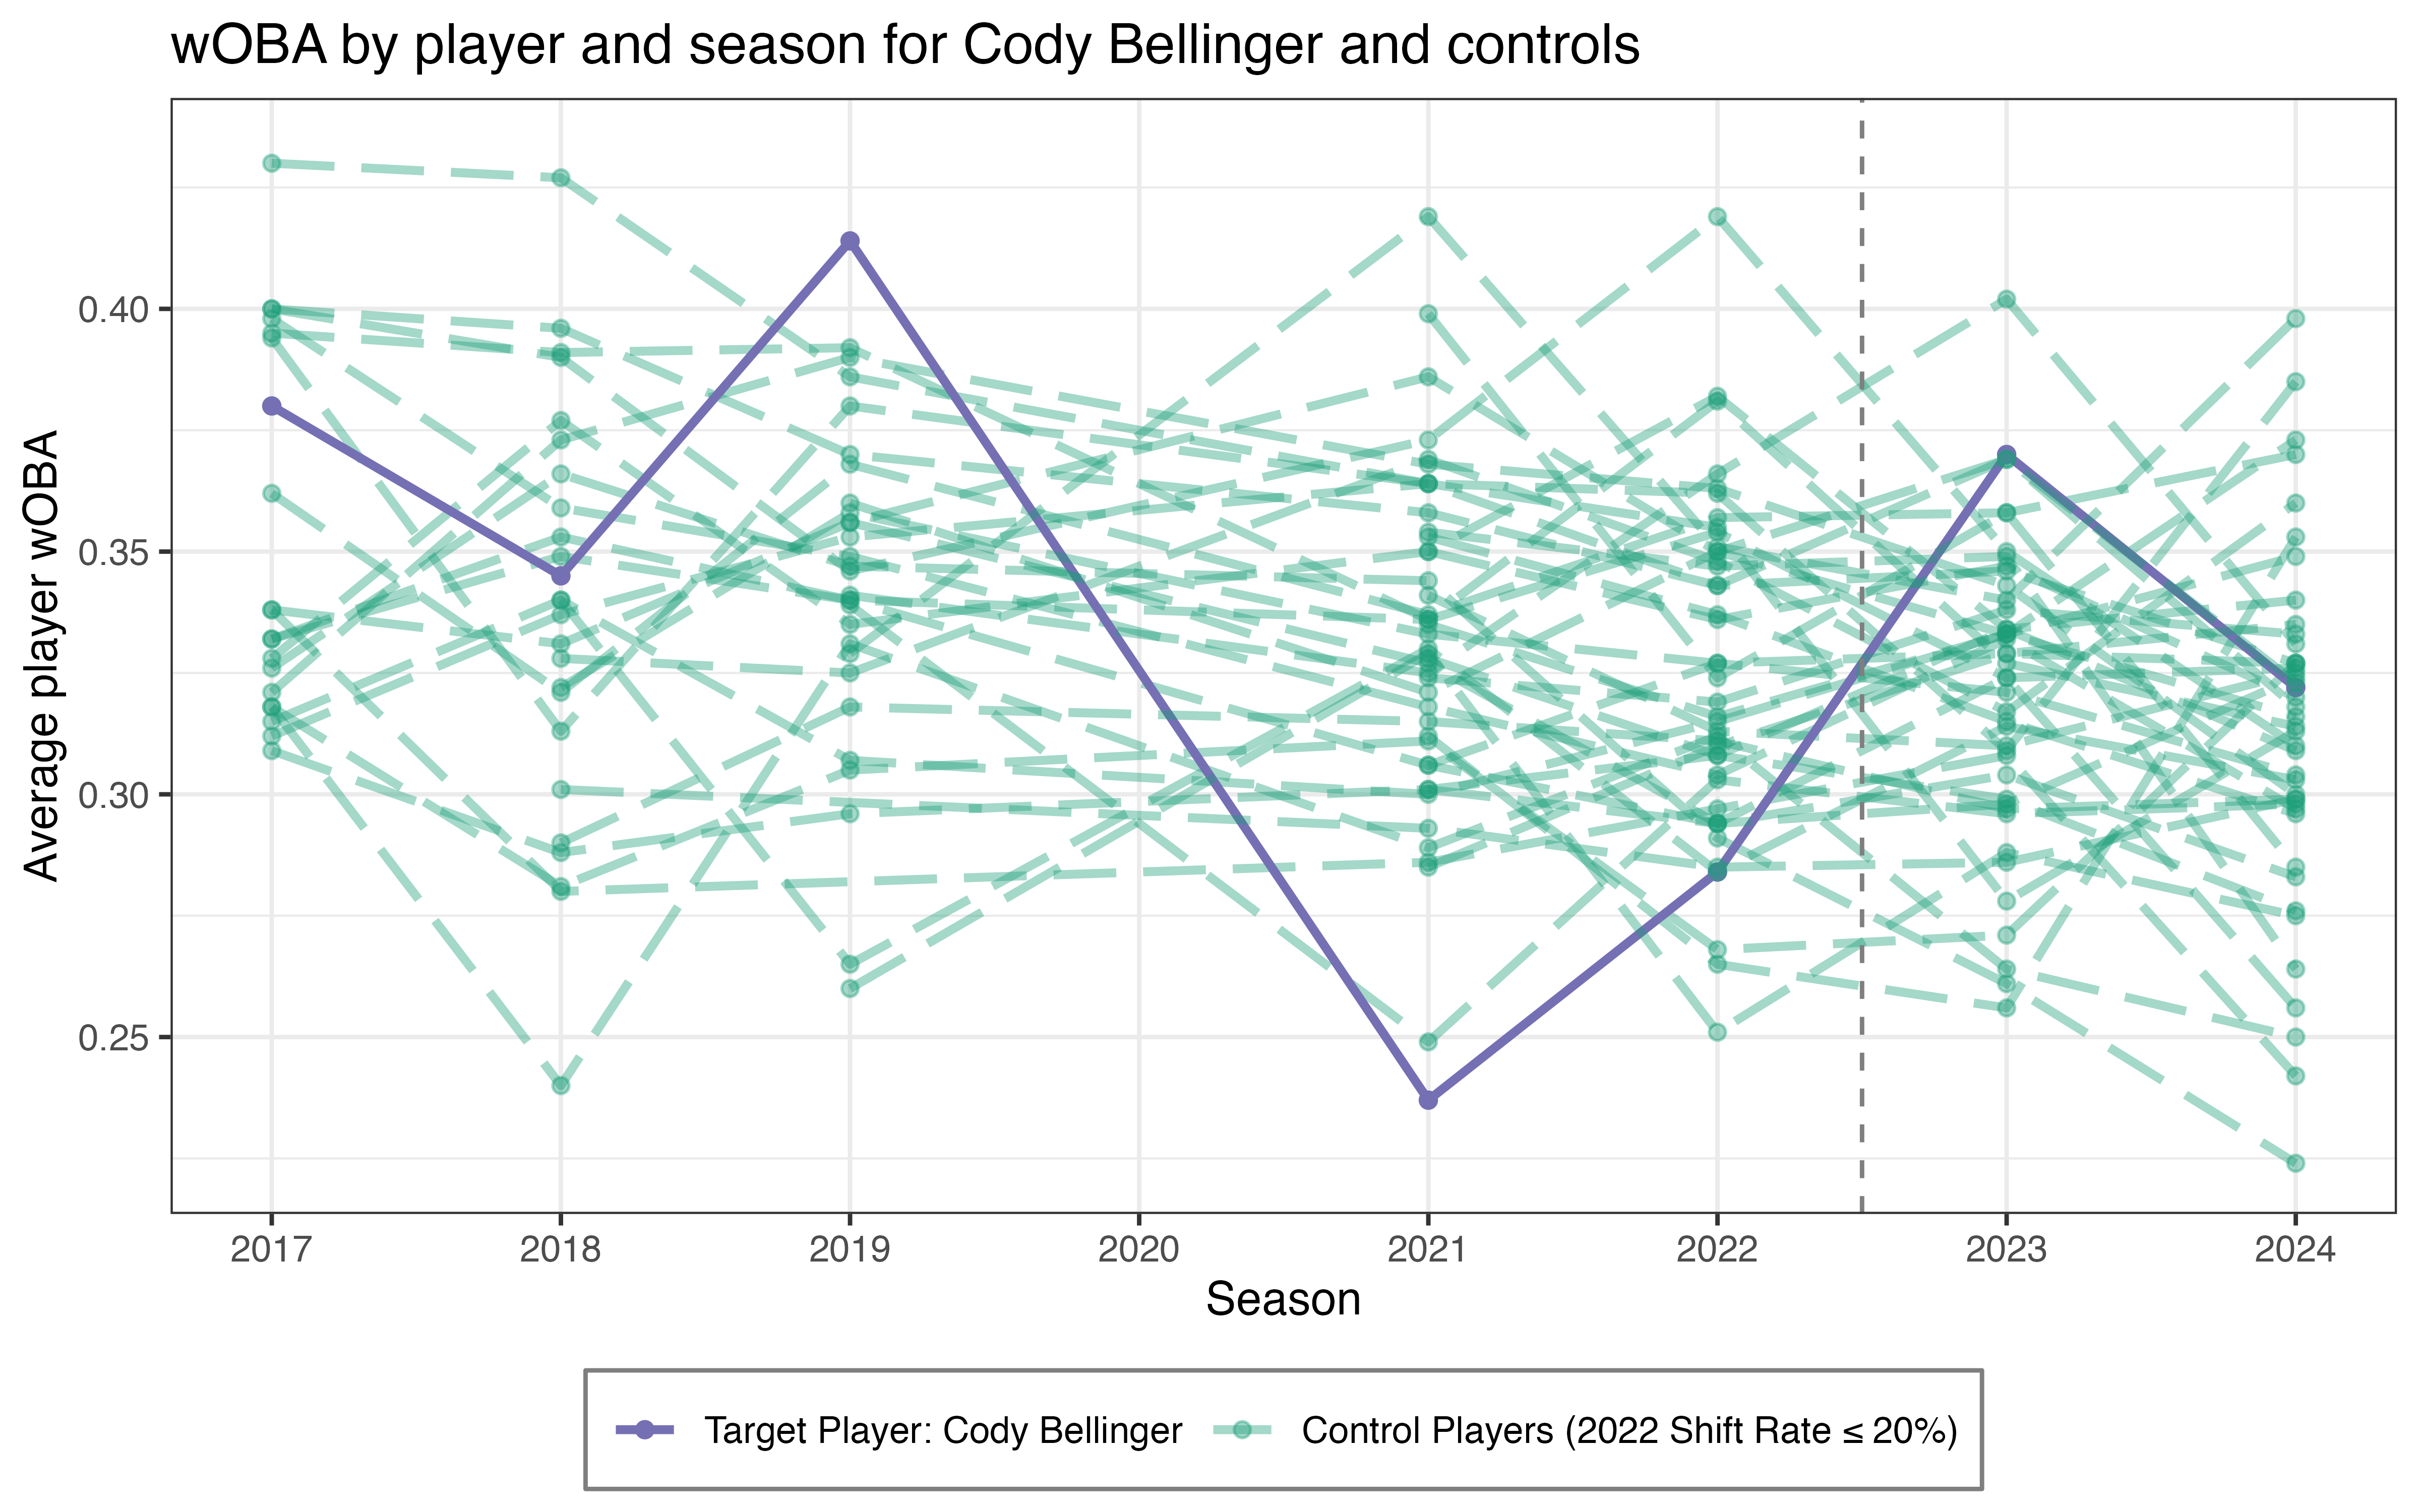 wOBA by player and season for Cody Bellinger and controls
Average player wOBA
0.40
0.35
0.30
0.25
2017 2018 2019 2020 2021 2022 2023 2024
Season
Target Player: Cody Bellinger Control Players (2022 Shift Rate ≤ 20%)